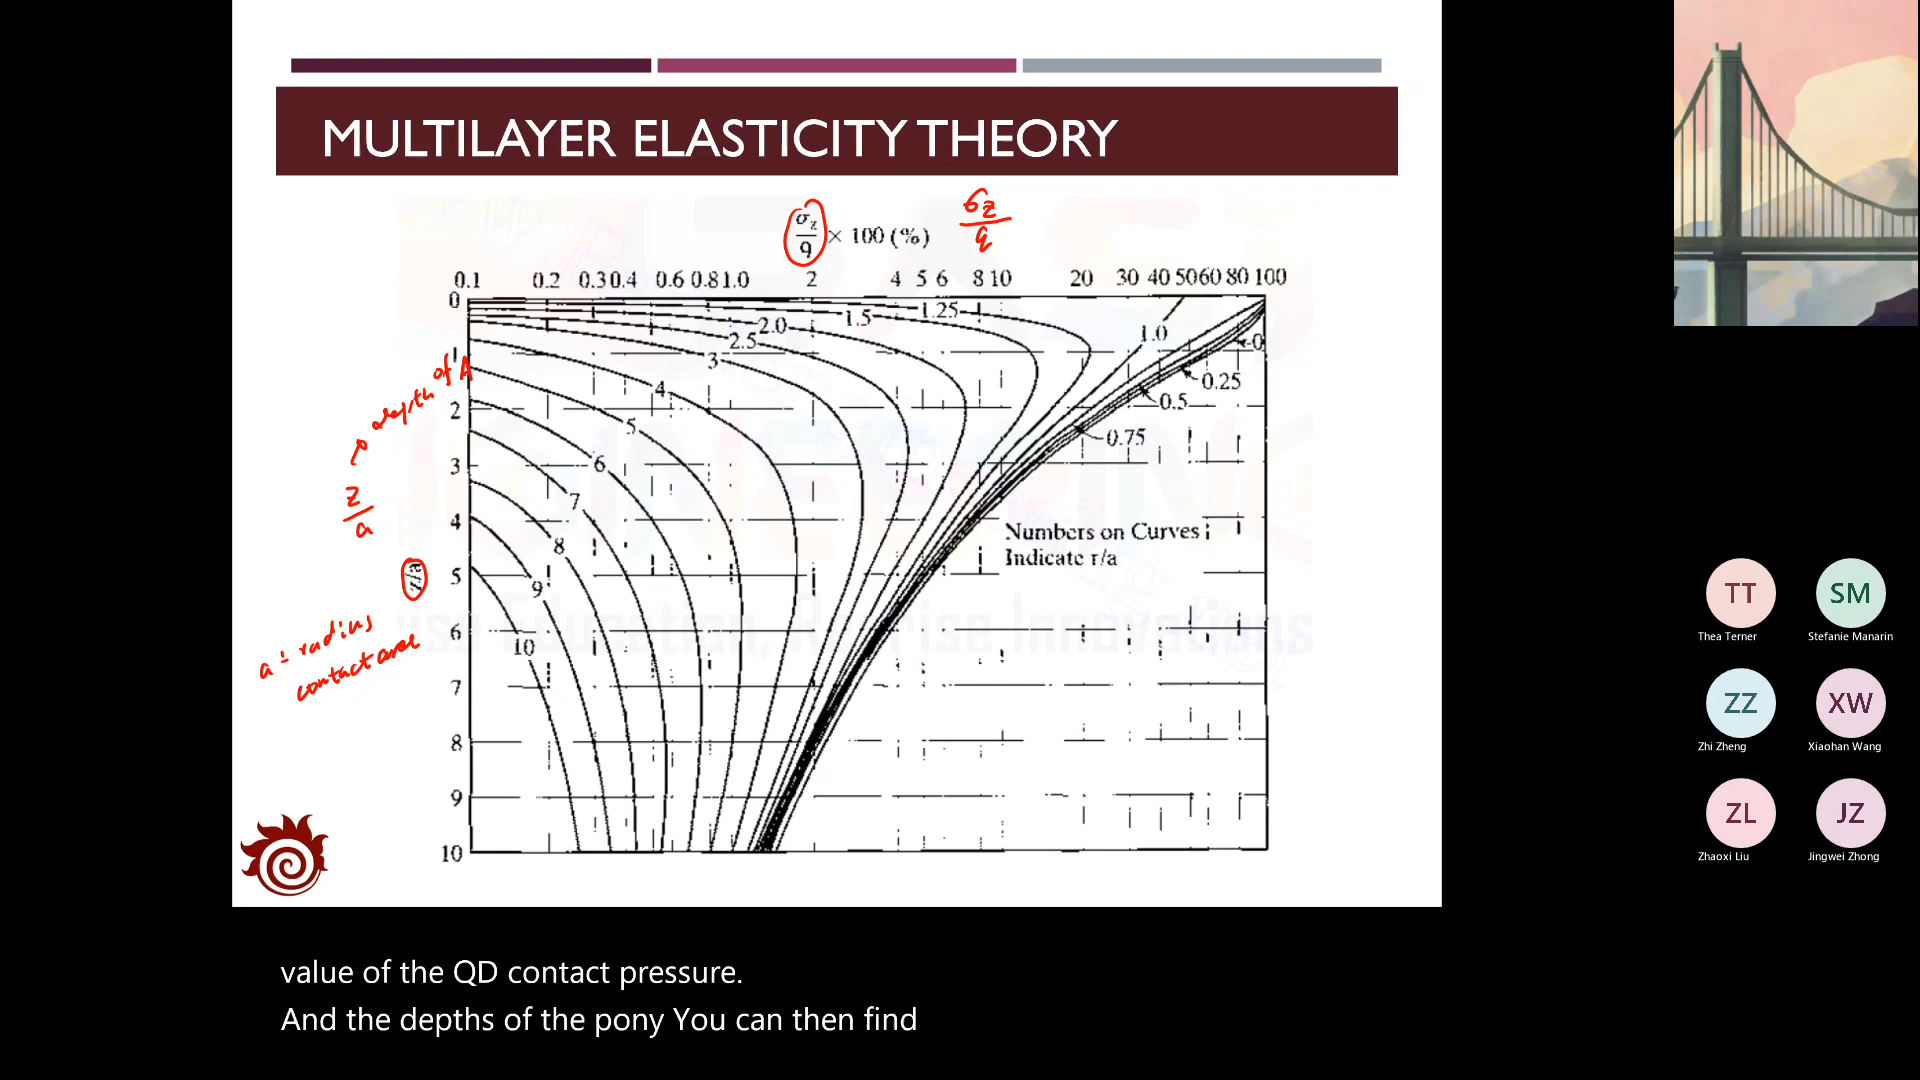 MULTILAYER ELASTICITY THEORY
σz/q × 100 (%)
σz/q
0.1 0.2 0.3 0.4 0.6 0.8 1.0 2 4 5 6 8 10 20 30 40 50 60 80 100
0
1
2
3
4
5
6
7
8
9
10
z/a
depth of A
z/a
a = radius
contact area
1.25
1.5
2.0
2.5
3
4
5
6
7
8
9
10
1.0
0
0.25
0.5
0.75
Numbers on Curves
Indicate r/a
value of the QD contact pressure.
And the depths of the pony You can then find
TT
Thea Terner
SM
Stefanie Manarin
ZZ
Zhi Zheng
XW
Xiaohan Wang
ZL
Zhaoxi Liu
JZ
Jingwei Zhong